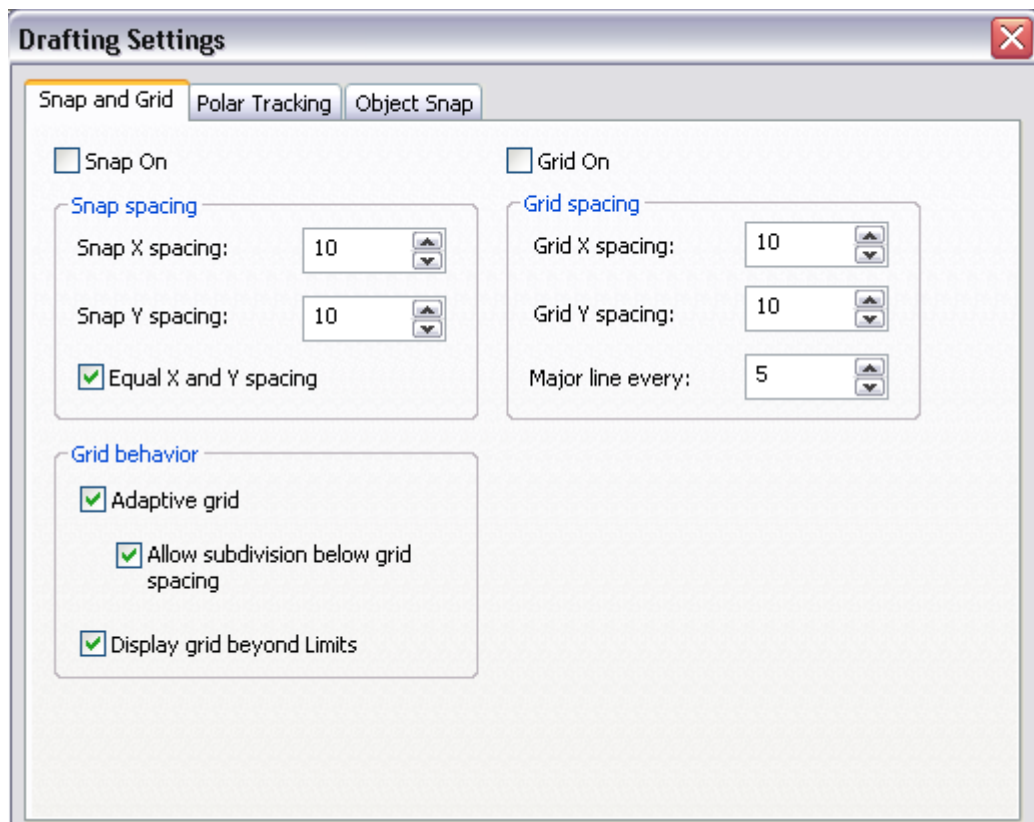 Drafting Settings
Snap and Grid
Polar Tracking
Object Snap
Snap On
Snap spacing
Snap X spacing:
10
Snap Y spacing:
10
Equal X and Y spacing
Grid On
Grid spacing
Grid X spacing:
10
Grid Y spacing:
10
Major line every:
5
Grid behavior
Adaptive grid
Allow subdivision below grid
spacing
Display grid beyond Limits